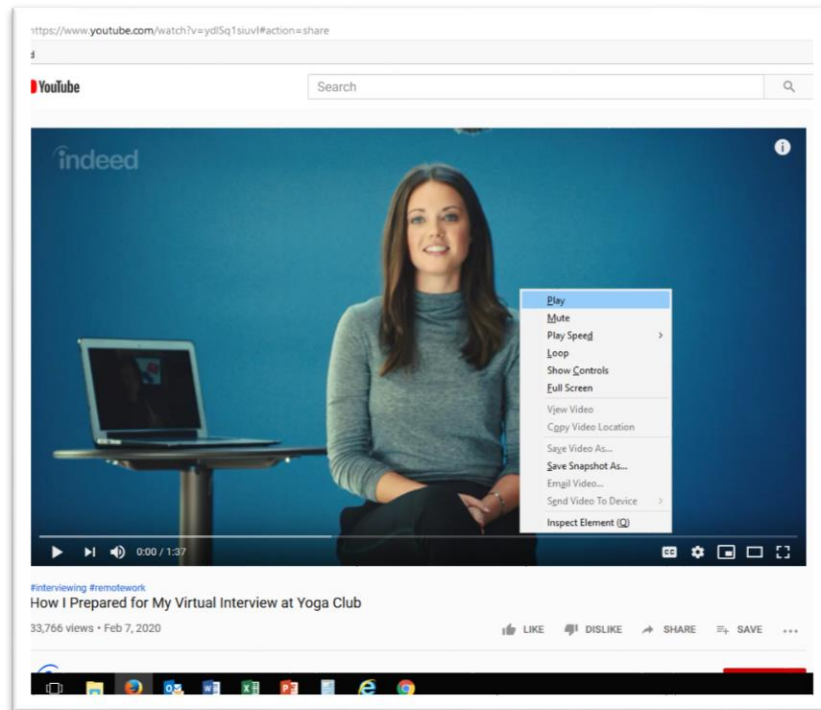 https://www.youtube.com/watch?v=ydlSq1siuvI#action=share
d
YouTube
Search
indeed
Play
Mute
Play Speed
Loop
Show Controls
Full Screen
View Video
Copy Video Location
Save Video As...
Save Snapshot As...
Email Video...
Send Video To Device
Inspect Element (Q)
0:00 / 1:37
CC
#interviewing #remotework
How I Prepared for My Virtual Interview at Yoga Club
33,766 views • Feb 7, 2020
LIKE DISLIKE SHARE SAVE